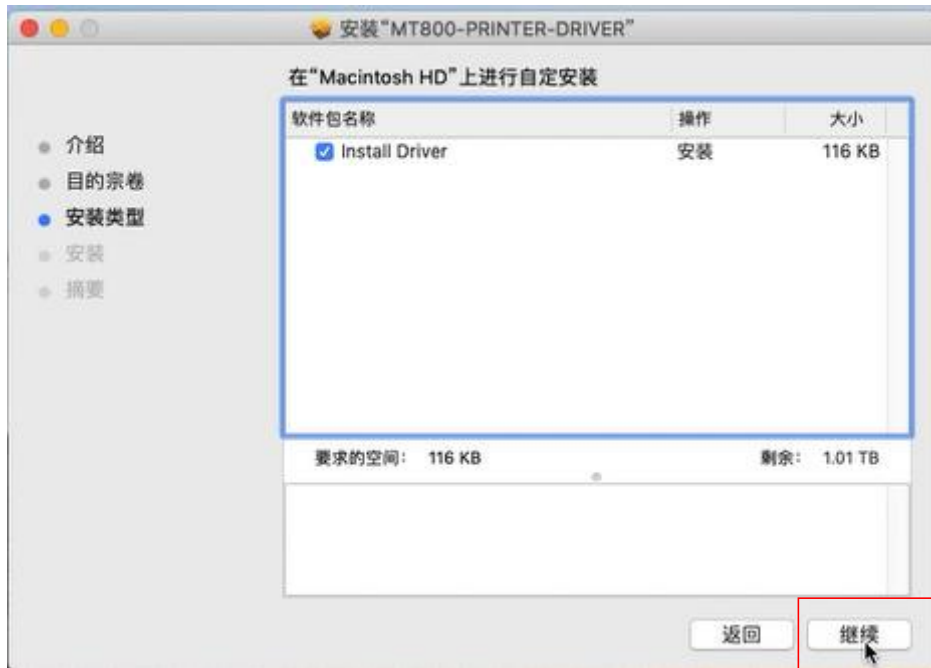 安装“MT800-PRINTER-DRIVER”
在“Macintosh HD”上进行自定安装
介绍
目的宗卷
安装类型
安装
摘要
软件包名称 操作 大小
Install Driver 安装 116 KB
要求的空间: 116 KB 剩余: 1.01 TB
返回 继续